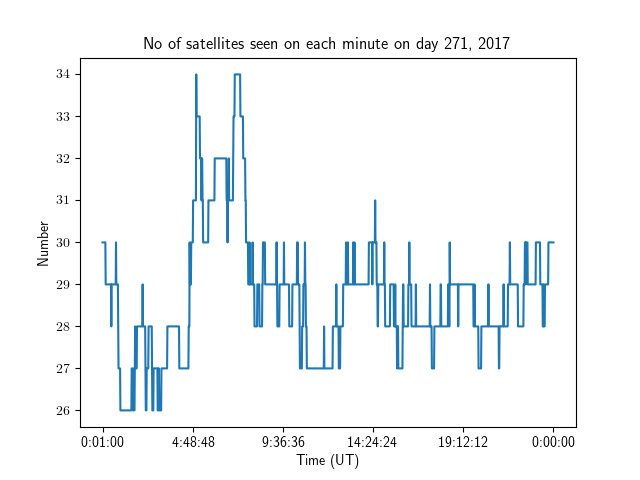 No of satellites seen on each minute on day 271, 2017
34
33
32
31
30
29
28
27
26
Number
0:01:00 4:48:48 9:36:36 14:24:24 19:12:12 0:00:00
Time (UT)